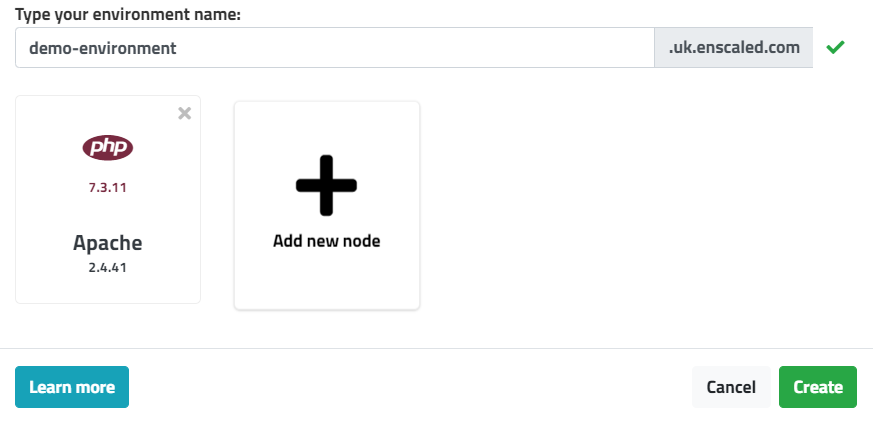 Type your environment name:
demo-environment
.uk.enscaled.com
php
7.3.11
Apache
2.4.41
Add new node
Learn more
Cancel
Create